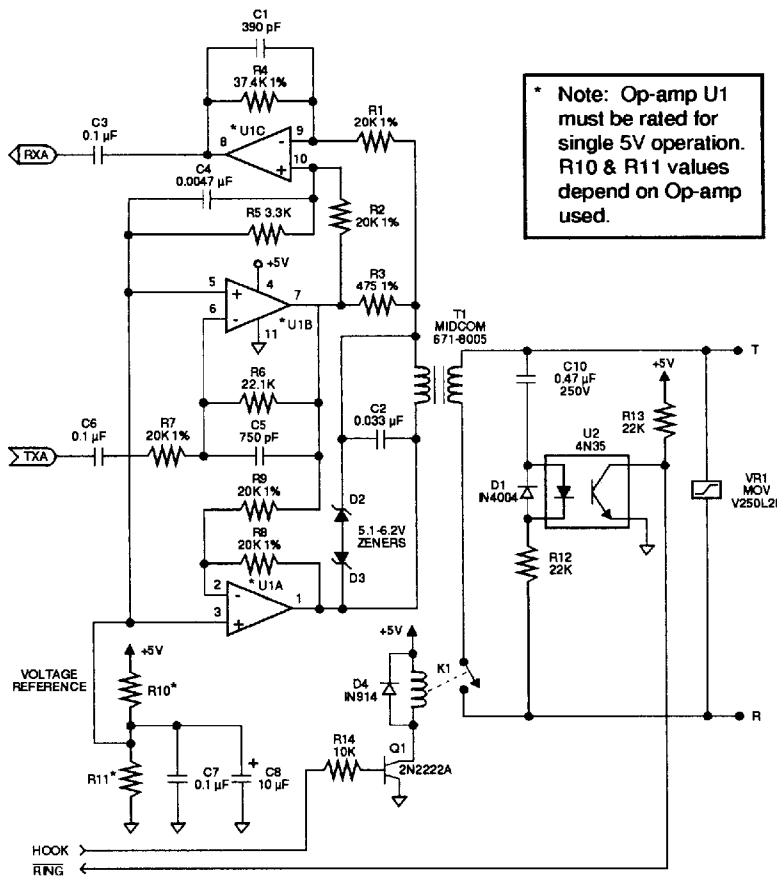 C1
390 pF
R4
37.4K 1%
C3
0.1 µF
* U1C
8
9
10
-
+
R1
20K 1%
RXA
C4
0.0047 µF
R2
20K 1%
R5 3.3K
* Note: Op-amp U1
must be rated for
single 5V operation.
R10 & R11 values
depend on Op-amp
used.
+5V
4
5
6
7
11
+
-
* U1B
R3
475 1%
T1
MIDCOM
671-8005
T
R6
22.1K
C5
750 pF
C6
0.1 µF
R7
20K 1%
TXA
C2
0.033 µF
C10
0.47 µF
250V
+5V
R13
22K
U2
4N35
D1
IN4004
VR1
MOV
R9
20K 1%
R8
20K 1%
D2
5.1-6.2V
ZENERS
D3
R12
22K
* U1A
2
3
1
-
+
+5V
VOLTAGE
REFERENCE
R10*
R11*
C7
0.1 µF
+
C8
10 µF
+5V
D4
IN914
K1
R14
10K
Q1
2N2222A
R
HOOK
RING